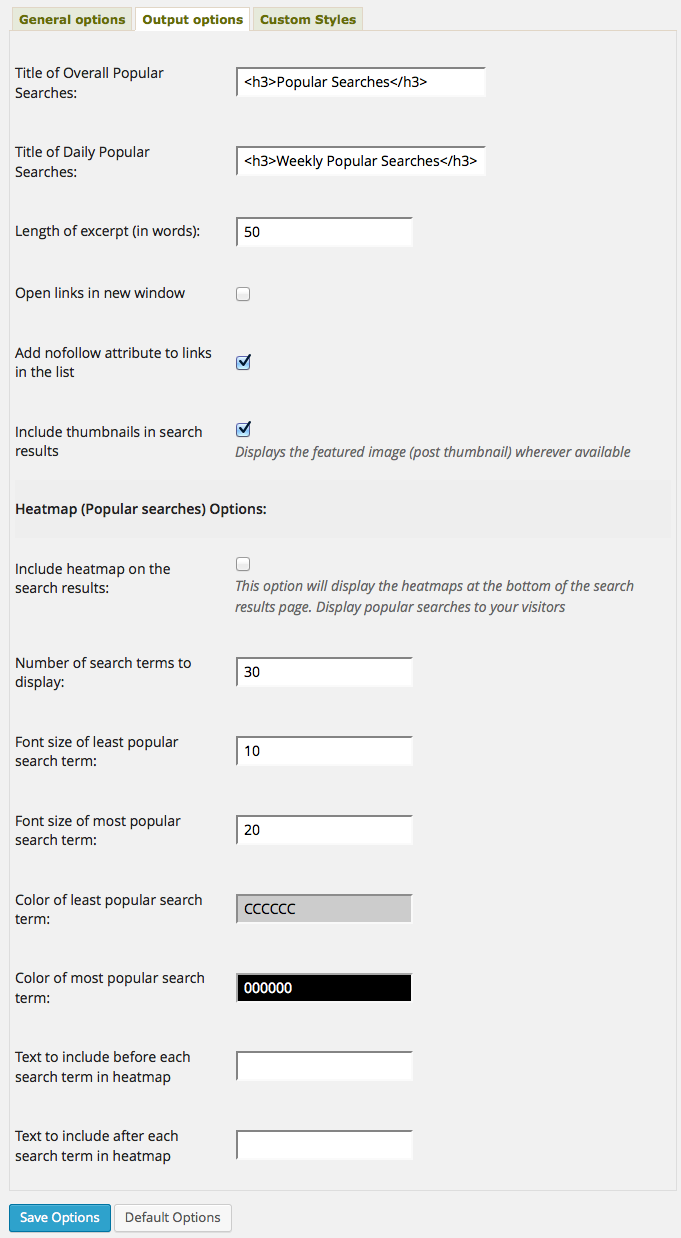 General options
Output options
Custom Styles
Title of Overall Popular
Searches:
<h3>Popular Searches</h3>
Title of Daily Popular
Searches:
<h3>Weekly Popular Searches</h3>
Length of excerpt (in words):
50
Open links in new window
Add nofollow attribute to links
in the list
Include thumbnails in search
results
Displays the featured image (post thumbnail) wherever available
Heatmap (Popular searches) Options:
Include heatmap on the
search results:
This option will display the heatmaps at the bottom of the search
results page. Display popular searches to your visitors
Number of search terms to
display:
30
Font size of least popular
search term:
10
Font size of most popular
search term:
20
Color of least popular search
term:
CCCCCC
Color of most popular search
term:
000000
Text to include before each
search term in heatmap
Text to include after each
search term in heatmap
Save Options
Default Options